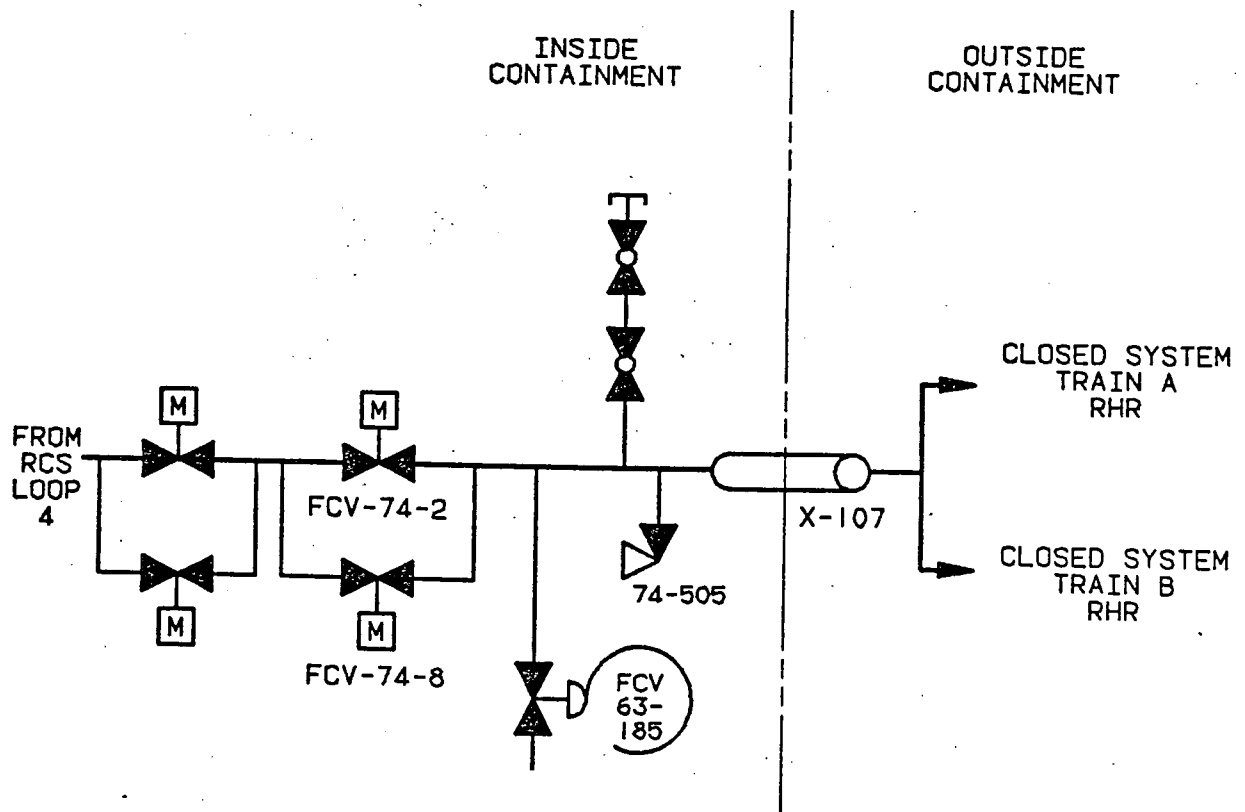 INSIDE
CONTAINMENT
OUTSIDE
CONTAINMENT
CLOSED SYSTEM
TRAIN A
RHR
M
M
FROM
RCS
LOOP
4
FCV-74-2
X-107
74-505
CLOSED SYSTEM
TRAIN B
RHR
M
M
FCV-74-8
FCV
63-
185